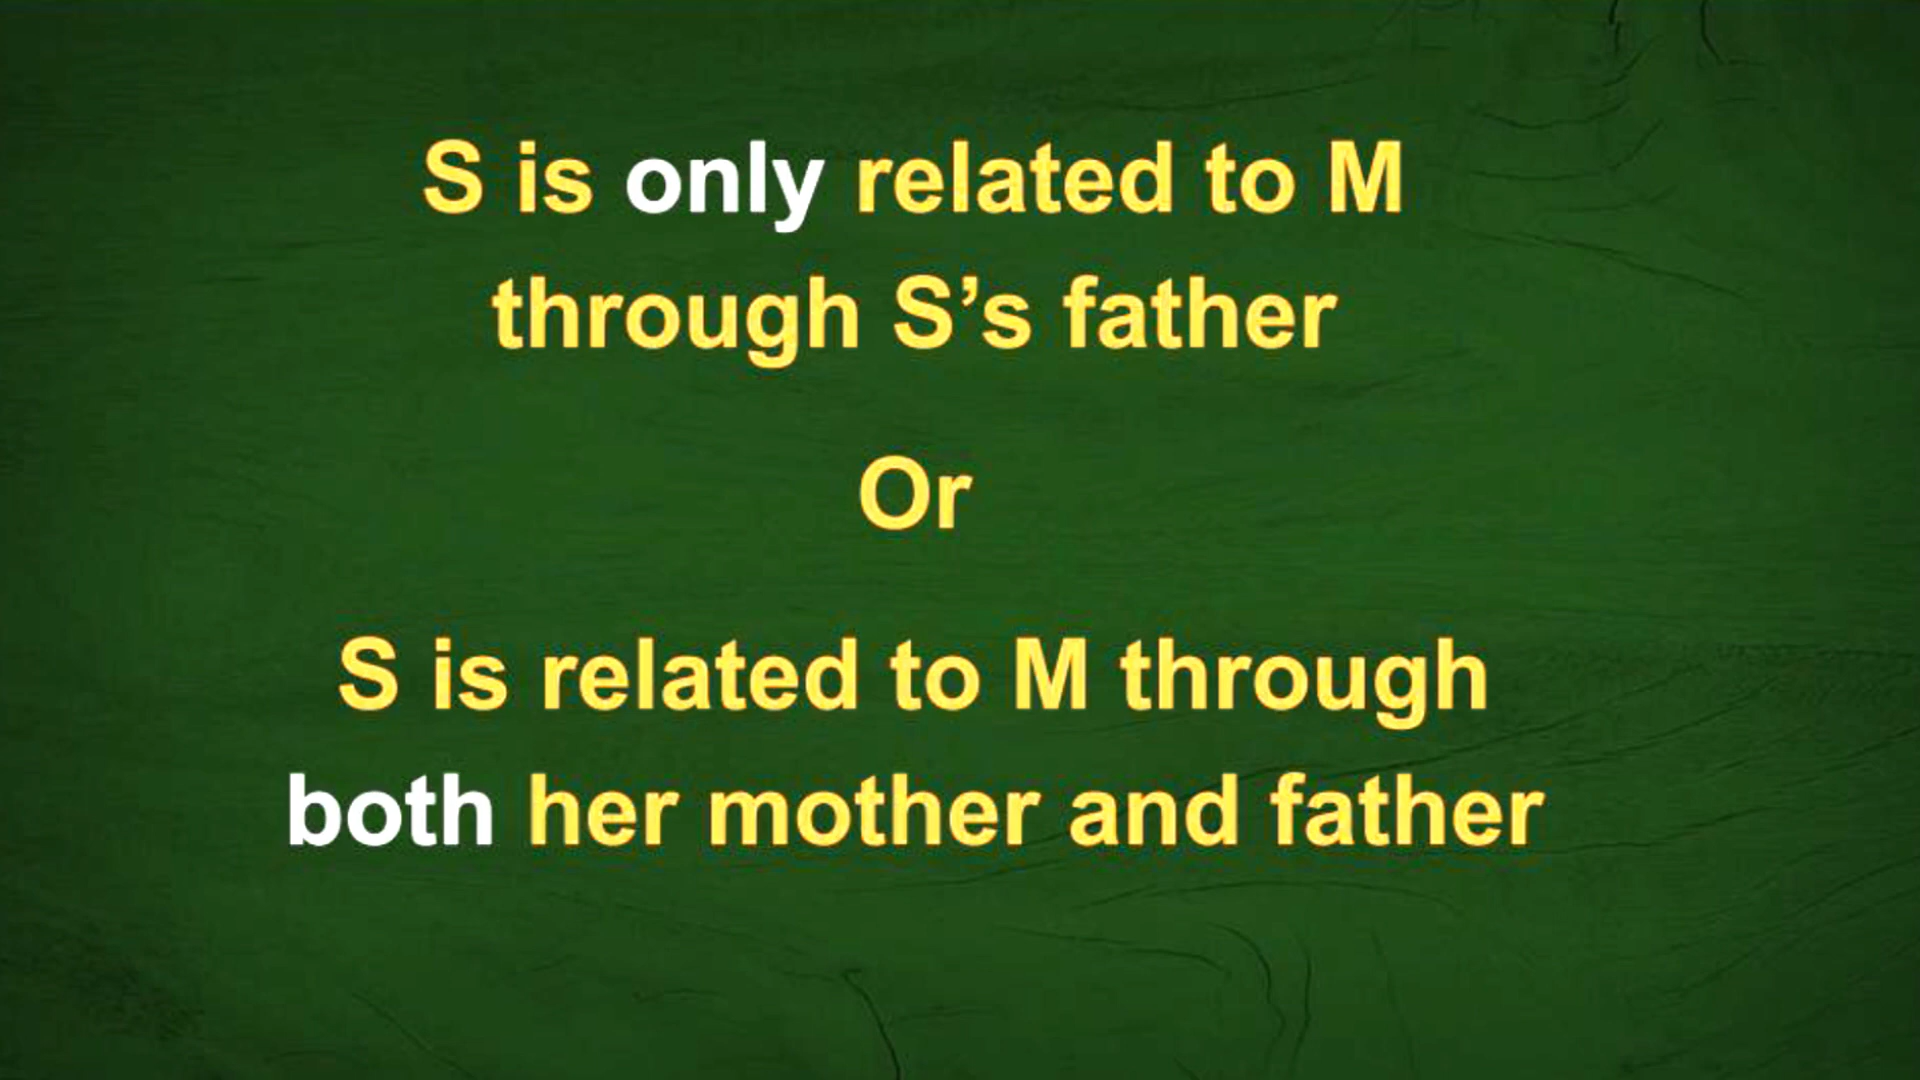 S is only related to M
through S’s father
Or
S is related to M through
both her mother and father